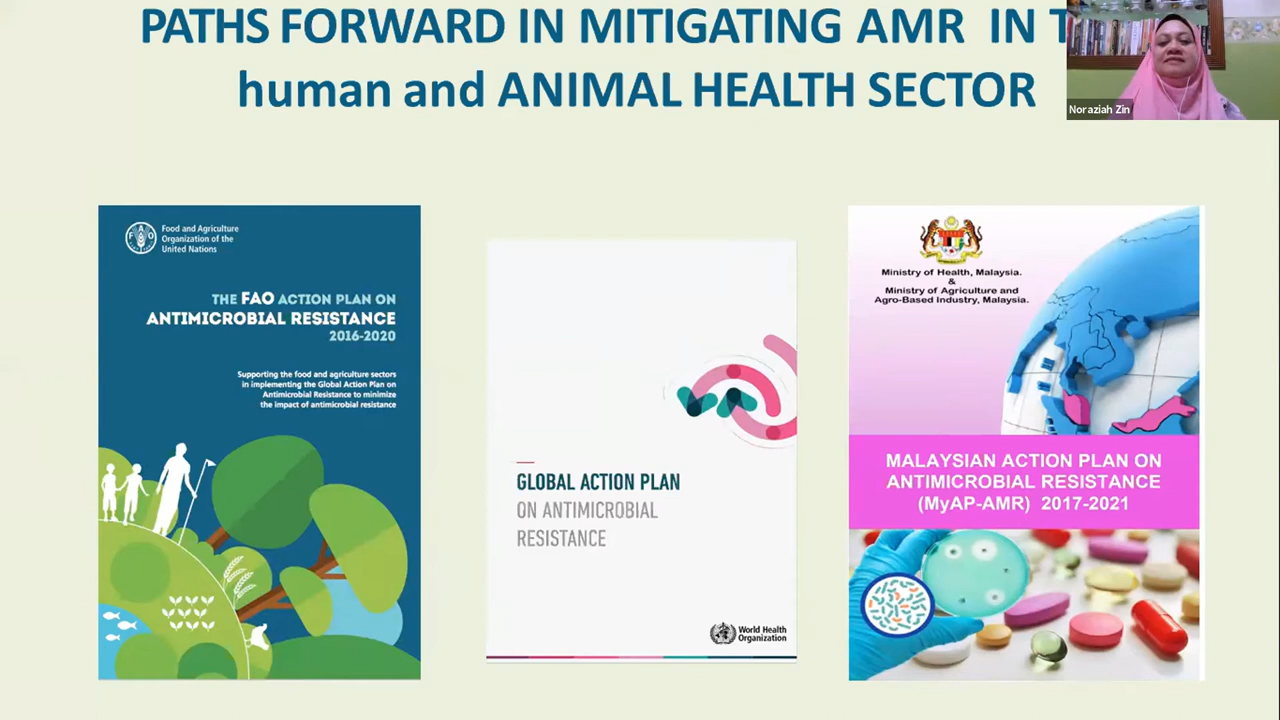 PATHS FORWARD IN MITIGATING AMR IN T
human and ANIMAL HEALTH SECTOR
Noraziah Zin
Food and Agriculture
Organization of the
United Nations
THE FAO ACTION PLAN ON
ANTIMICROBIAL RESISTANCE
2016-2020
Supporting the food and agriculture sectors
in implementing the Global Action Plan on
Antimicrobial Resistance to minimize
the impact of antimicrobial resistance
GLOBAL ACTION PLAN
ON ANTIMICROBIAL
RESISTANCE
World Health
Organization
Ministry of Health, Malaysia.
&
Ministry of Agriculture and
Agro-Based Industry, Malaysia.
MALAYSIAN ACTION PLAN ON
ANTIMICROBIAL RESISTANCE
(MyAP-AMR) 2017-2021